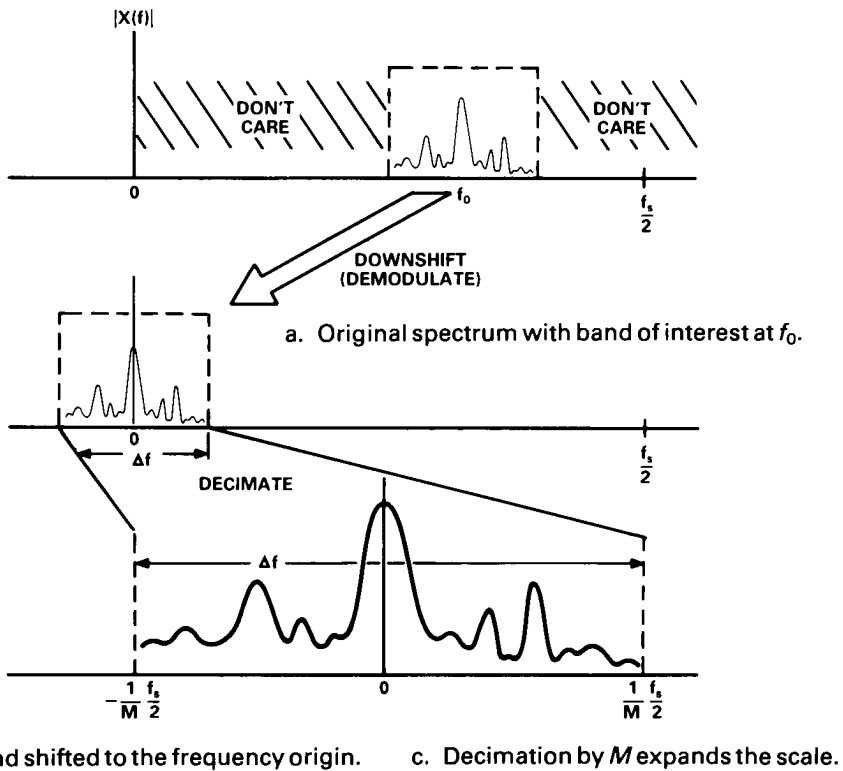 |X(f)|
DON'T
CARE
DON'T
CARE
0
f₀
fₛ
2
DOWNSHIFT
(DEMODULATE)
a. Original spectrum with band of interest at f₀.
0
Δf
fₛ
2
DECIMATE
Δf
-1/M fₛ/2
0
1/M fₛ/2
shifted to the frequency origin.
c. Decimation by M expands the scale.